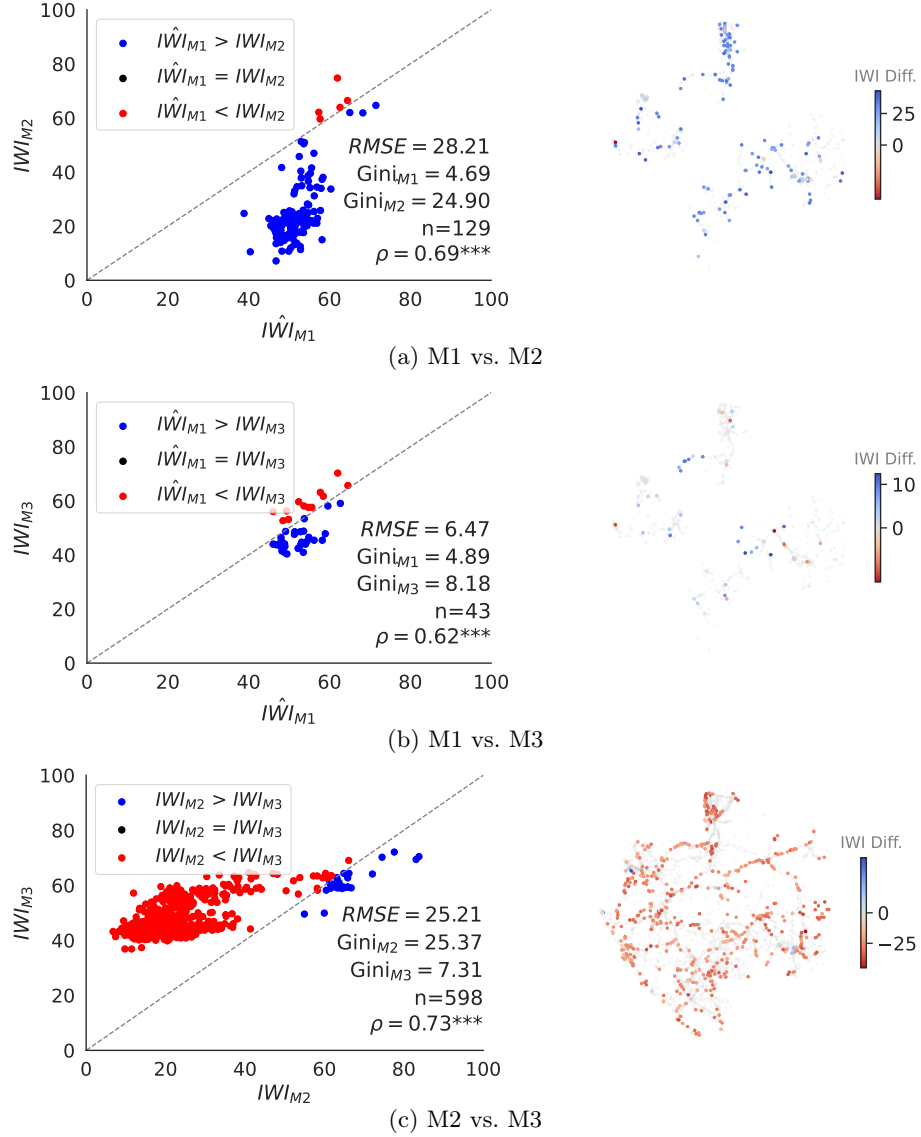 100
80
60
40
20
0
IWI_M2
IŴI_M1 > IWI_M2
IŴI_M1 = IWI_M2
IŴI_M1 < IWI_M2
RMSE = 28.21
Gini_M1 = 4.69
Gini_M2 = 24.90
n=129
ρ = 0.69***
0 20 40 60 80 100
IŴI_M1
IWI Diff.
25
0
(a) M1 vs. M2
100
80
60
40
20
0
IWI_M3
IŴI_M1 > IWI_M3
IŴI_M1 = IWI_M3
IŴI_M1 < IWI_M3
RMSE = 6.47
Gini_M1 = 4.89
Gini_M3 = 8.18
n=43
ρ = 0.62***
0 20 40 60 80 100
IŴI_M1
IWI Diff.
10
0
(b) M1 vs. M3
100
80
60
40
20
0
IWI_M3
IWI_M2 > IWI_M3
IWI_M2 = IWI_M3
IWI_M2 < IWI_M3
RMSE = 25.21
Gini_M2 = 25.37
Gini_M3 = 7.31
n=598
ρ = 0.73***
0 20 40 60 80 100
IWI_M2
IWI Diff.
0
−25
(c) M2 vs. M3